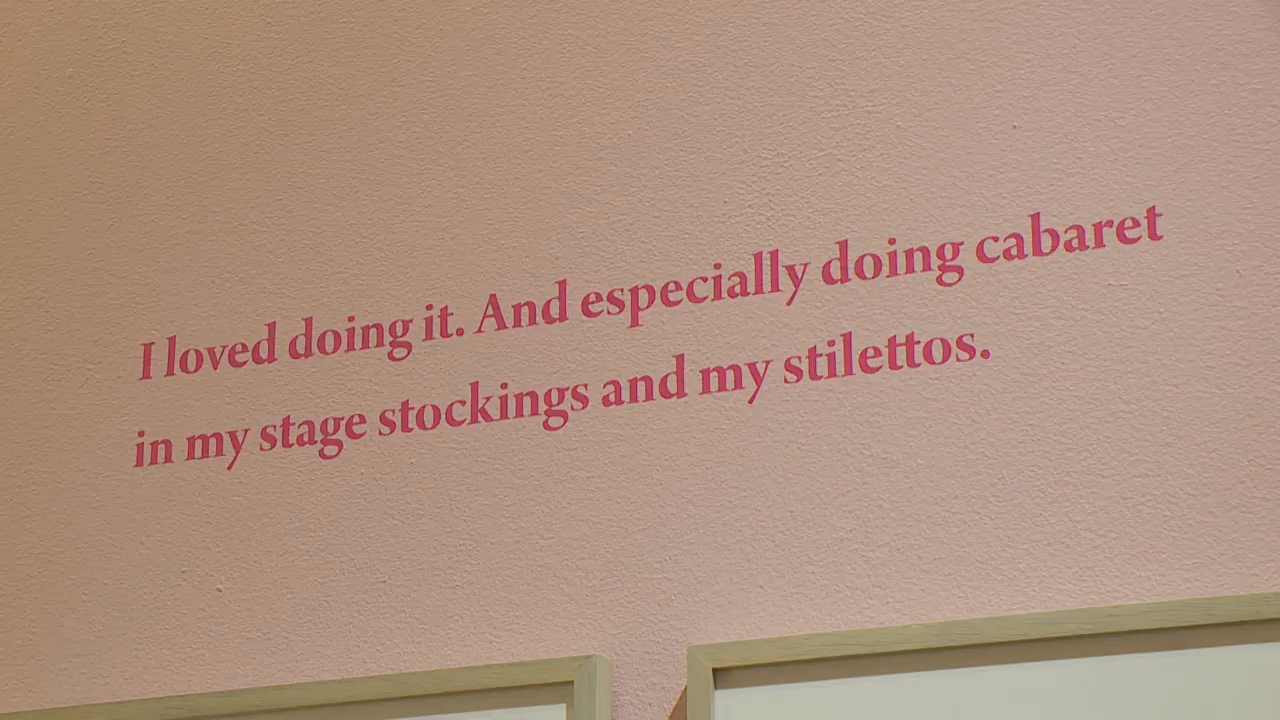 I loved doing it. And especially doing cabaret
in my stage stockings and my stilettos.